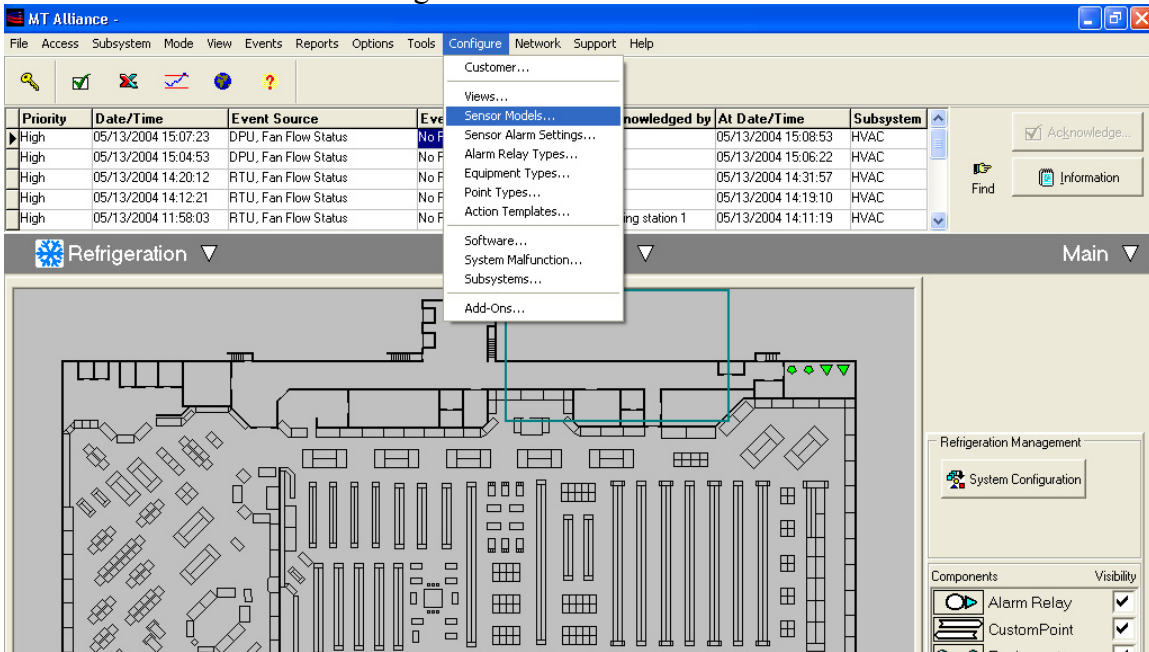 MT Alliance -
File Access Subsystem Mode View Events Reports Options Tools Configure Network Support Help
Customer...
Views...
Sensor Models...
Sensor Alarm Settings...
Alarm Relay Types...
Equipment Types...
Point Types...
Action Templates...
Software...
System Malfunction...
Subsystems...
Add-Ons...
Priority Date/Time Event Source Eve nowledged by At Date/Time Subsystem
High 05/13/2004 15:07:23 DPU, Fan Flow Status No F 05/13/2004 15:08:53 HVAC
High 05/13/2004 15:04:53 DPU, Fan Flow Status No F 05/13/2004 15:06:22 HVAC
High 05/13/2004 14:20:12 RTU, Fan Flow Status No F 05/13/2004 14:31:57 HVAC
High 05/13/2004 14:12:21 RTU, Fan Flow Status No F 05/13/2004 14:19:10 HVAC
High 05/13/2004 11:58:03 RTU, Fan Flow Status No F ing station 1 05/13/2004 14:11:19 HVAC
Acknowledge...
Find
Information
Refrigeration Main
Refrigeration Management
System Configuration
Components Visibility
Alarm Relay
CustomPoint